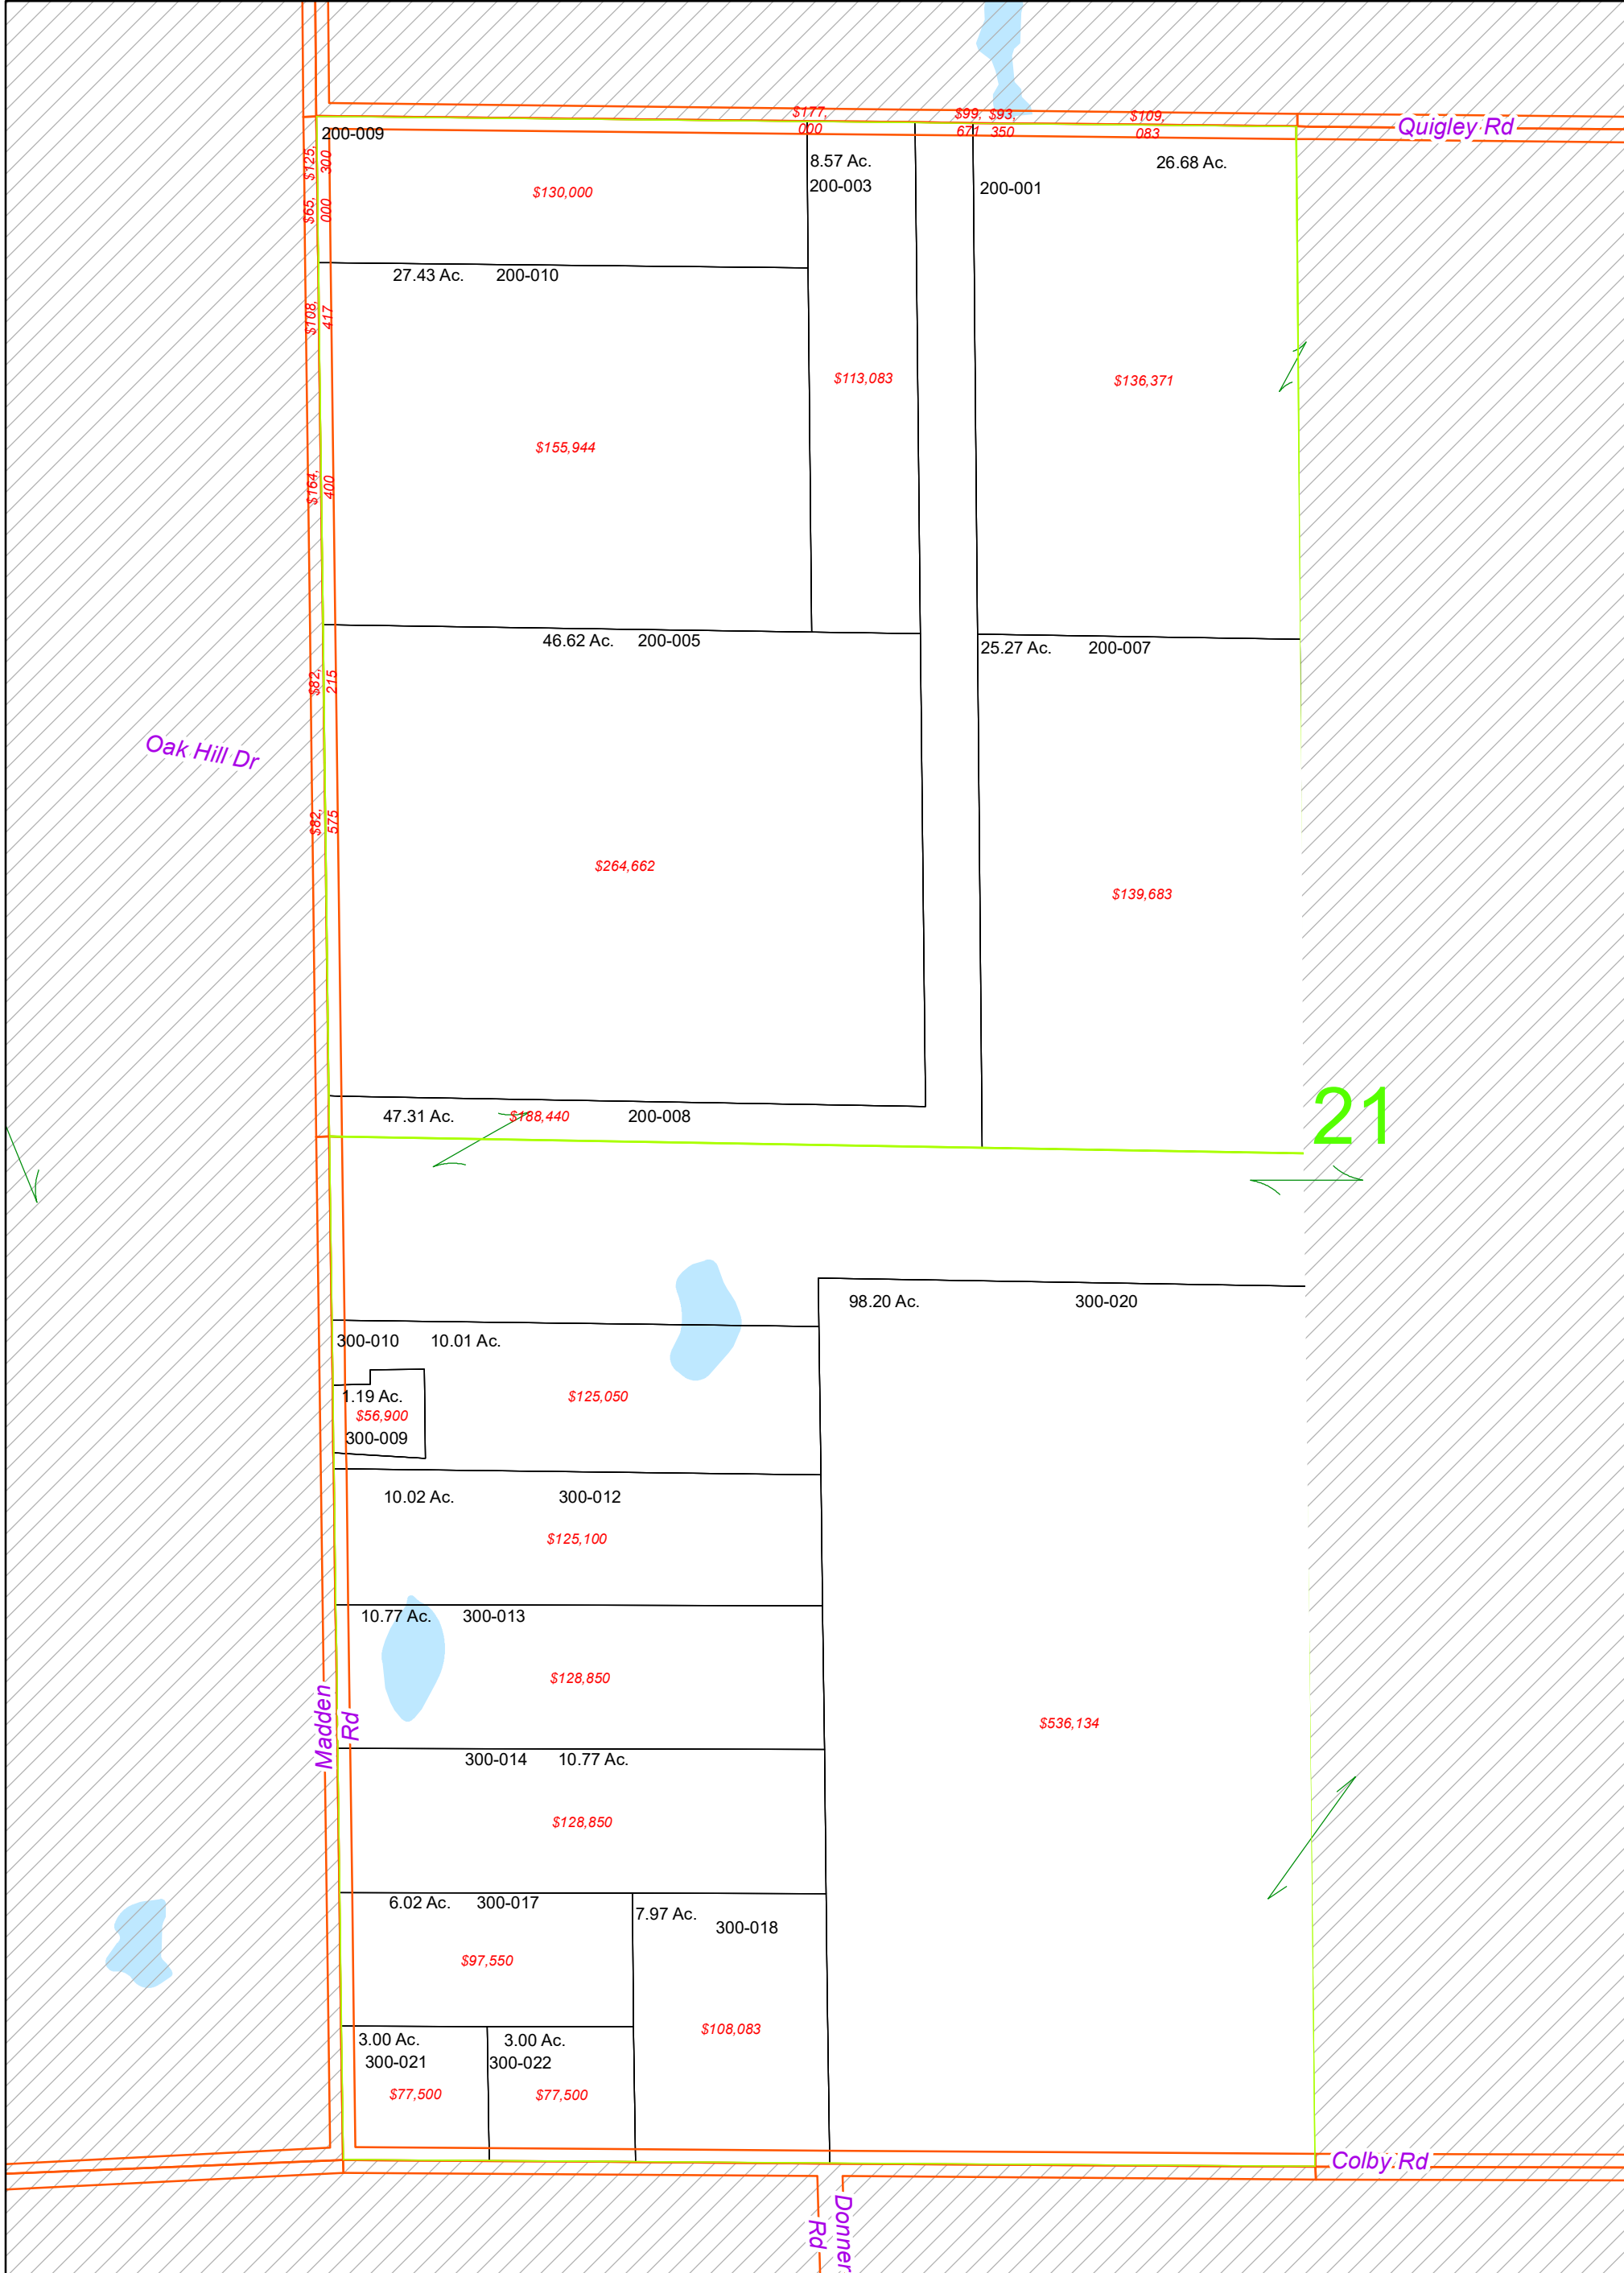 $177,
000
$99,
671
$93,
350
$109,
083
Quigley Rd
200-009
$125,
300
$65,
000
$130,000
8.57 Ac.
200-003
26.68 Ac.
200-001
27.43 Ac. 200-010
$108,
417
$113,083
$136,371
$155,944
$164,
400
46.62 Ac. 200-005
25.27 Ac. 200-007
$82,
215
Oak Hill Dr
$82,
575
$264,662
$139,683
47.31 Ac. $188,440 200-008
21
98.20 Ac. 300-020
300-010 10.01 Ac.
1.19 Ac.
$56,900
300-009
$125,050
10.02 Ac. 300-012
$125,100
10.77 Ac. 300-013
$128,850
Madden
Rd
$536,134
300-014 10.77 Ac.
$128,850
6.02 Ac. 300-017
7.97 Ac.
300-018
$97,550
$108,083
3.00 Ac.
300-021
$77,500
3.00 Ac.
300-022
$77,500
Colby Rd
Donner
Rd